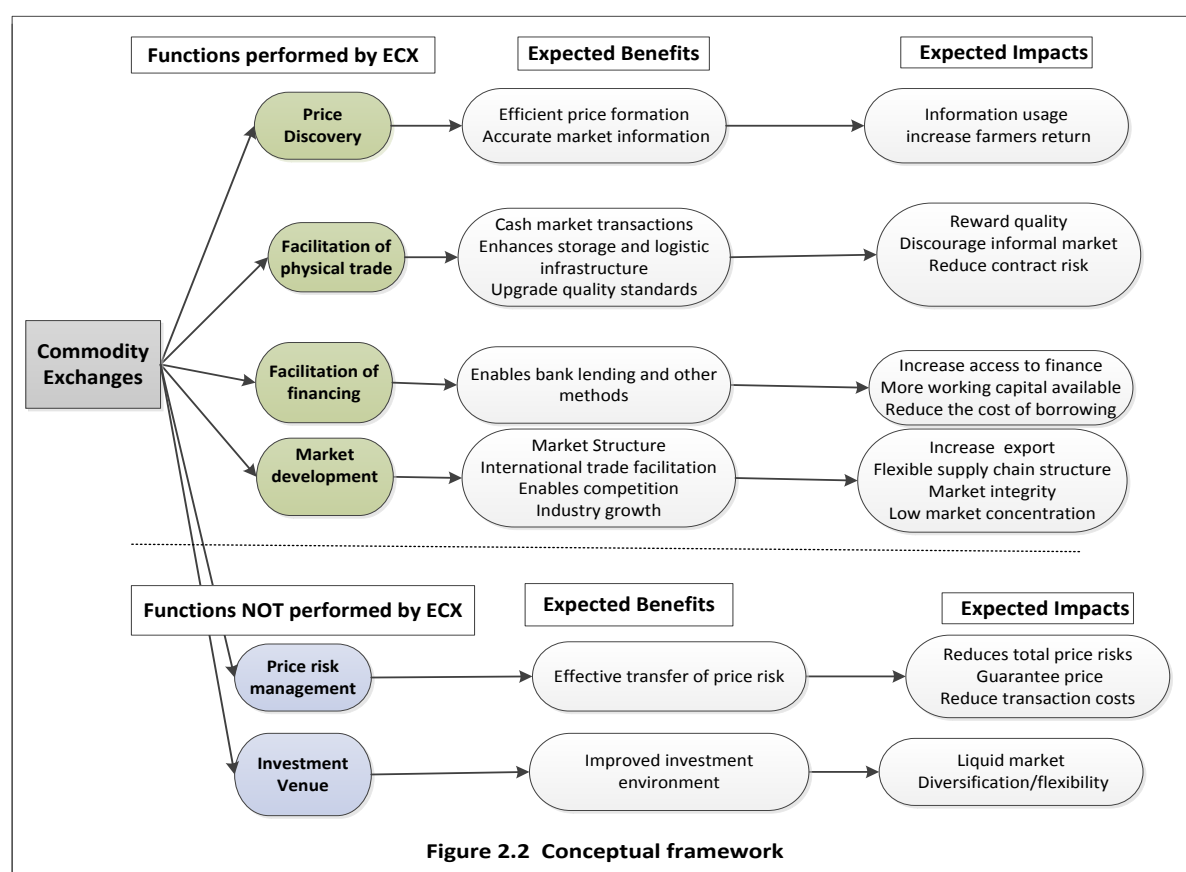 Functions performed by ECX
Expected Benefits
Expected Impacts
Price
Discovery
Efficient price formation
Accurate market information
Information usage
increase farmers return
Facilitation of
physical trade
Cash market transactions
Enhances storage and logistic
infrastructure
Upgrade quality standards
Reward quality
Discourage informal market
Reduce contract risk
Commodity
Exchanges
Facilitation of
financing
Enables bank lending and other
methods
Increase access to finance
More working capital available
Reduce the cost of borrowing
Market
development
Market Structure
International trade facilitation
Enables competition
Industry growth
Increase export
Flexible supply chain structure
Market integrity
Low market concentration
Functions NOT performed by ECX
Expected Benefits
Expected Impacts
Price risk
management
Effective transfer of price risk
Reduces total price risks
Guarantee price
Reduce transaction costs
Investment
Venue
Improved investment
environment
Liquid market
Diversification/flexibility
Figure 2.2 Conceptual framework